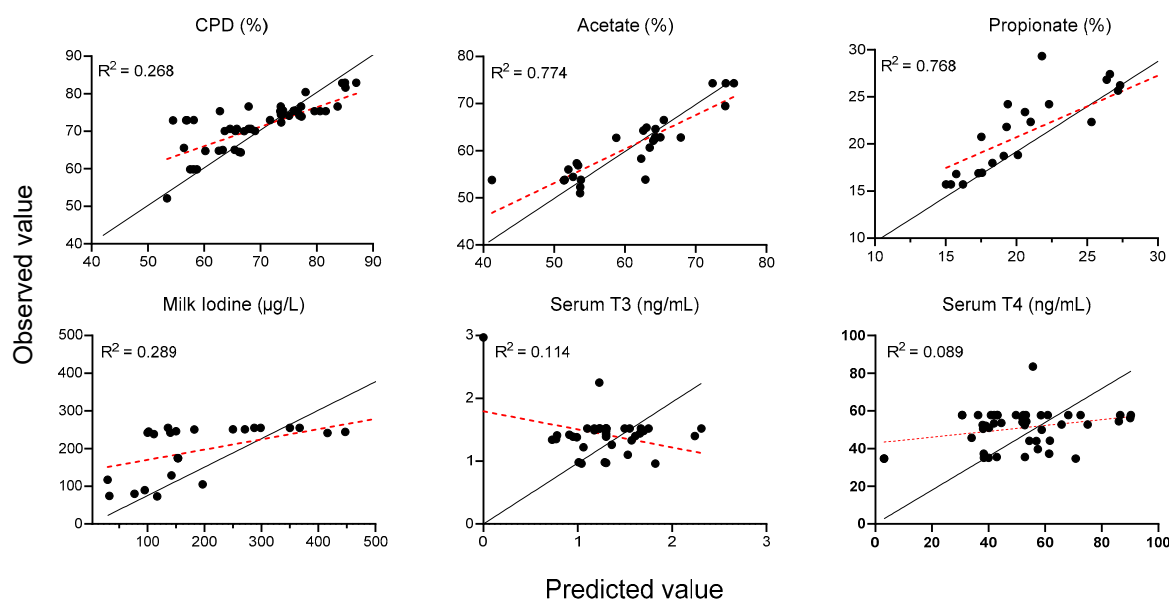 CPD (%)
Acetate (%)
Propionate (%)
R² = 0.268
R² = 0.774
R² = 0.768
90
80
70
60
50
40
40 50 60 70 80 90
80
70
60
50
40
40 50 60 70 80
30
25
20
15
10
10 15 20 25 30
Observed value
Milk Iodine (µg/L)
Serum T3 (ng/mL)
Serum T4 (ng/mL)
R² = 0.289
R² = 0.114
R² = 0.089
500
400
300
200
100
0
100 200 300 400 500
3
2
1
0
0 1 2 3
100
80
60
40
20
0
0 20 40 60 80 100
Predicted value